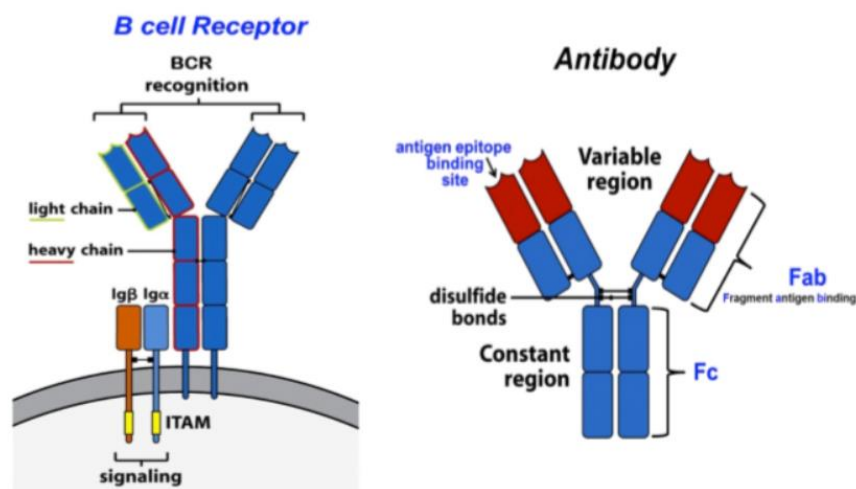 B cell Receptor
BCR
recognition
light chain
heavy chain
Igβ Igα
ITAM
signaling
Antibody
antigen epitope
binding
site
Variable
region
Fab
Fragment antigen binding
disulfide
bonds
Constant
region
Fc